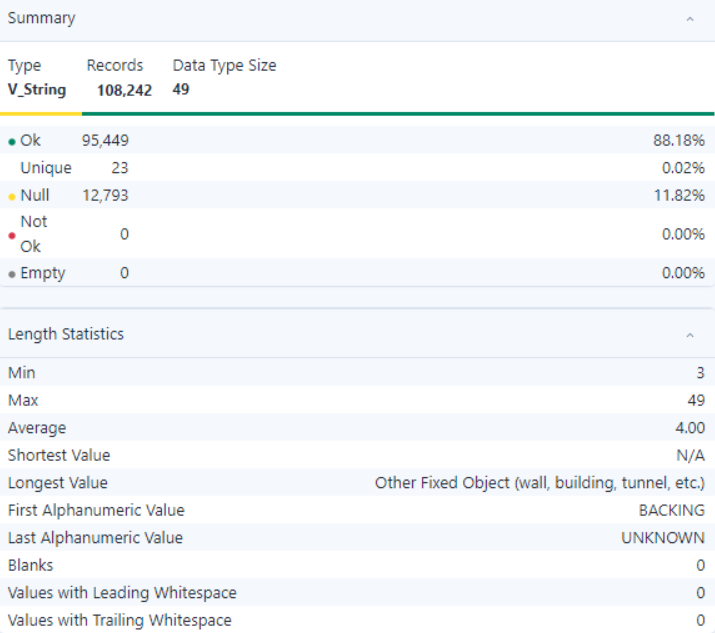 Summary
Type Records Data Type Size
V_String 108,242 49
Ok 95,449 88.18%
Unique 23 0.02%
Null 12,793 11.82%
Not
Ok 0 0.00%
Empty 0 0.00%
Length Statistics
Min 3
Max 49
Average 4.00
Shortest Value N/A
Longest Value Other Fixed Object (wall, building, tunnel, etc.)
First Alphanumeric Value BACKING
Last Alphanumeric Value UNKNOWN
Blanks 0
Values with Leading Whitespace 0
Values with Trailing Whitespace 0